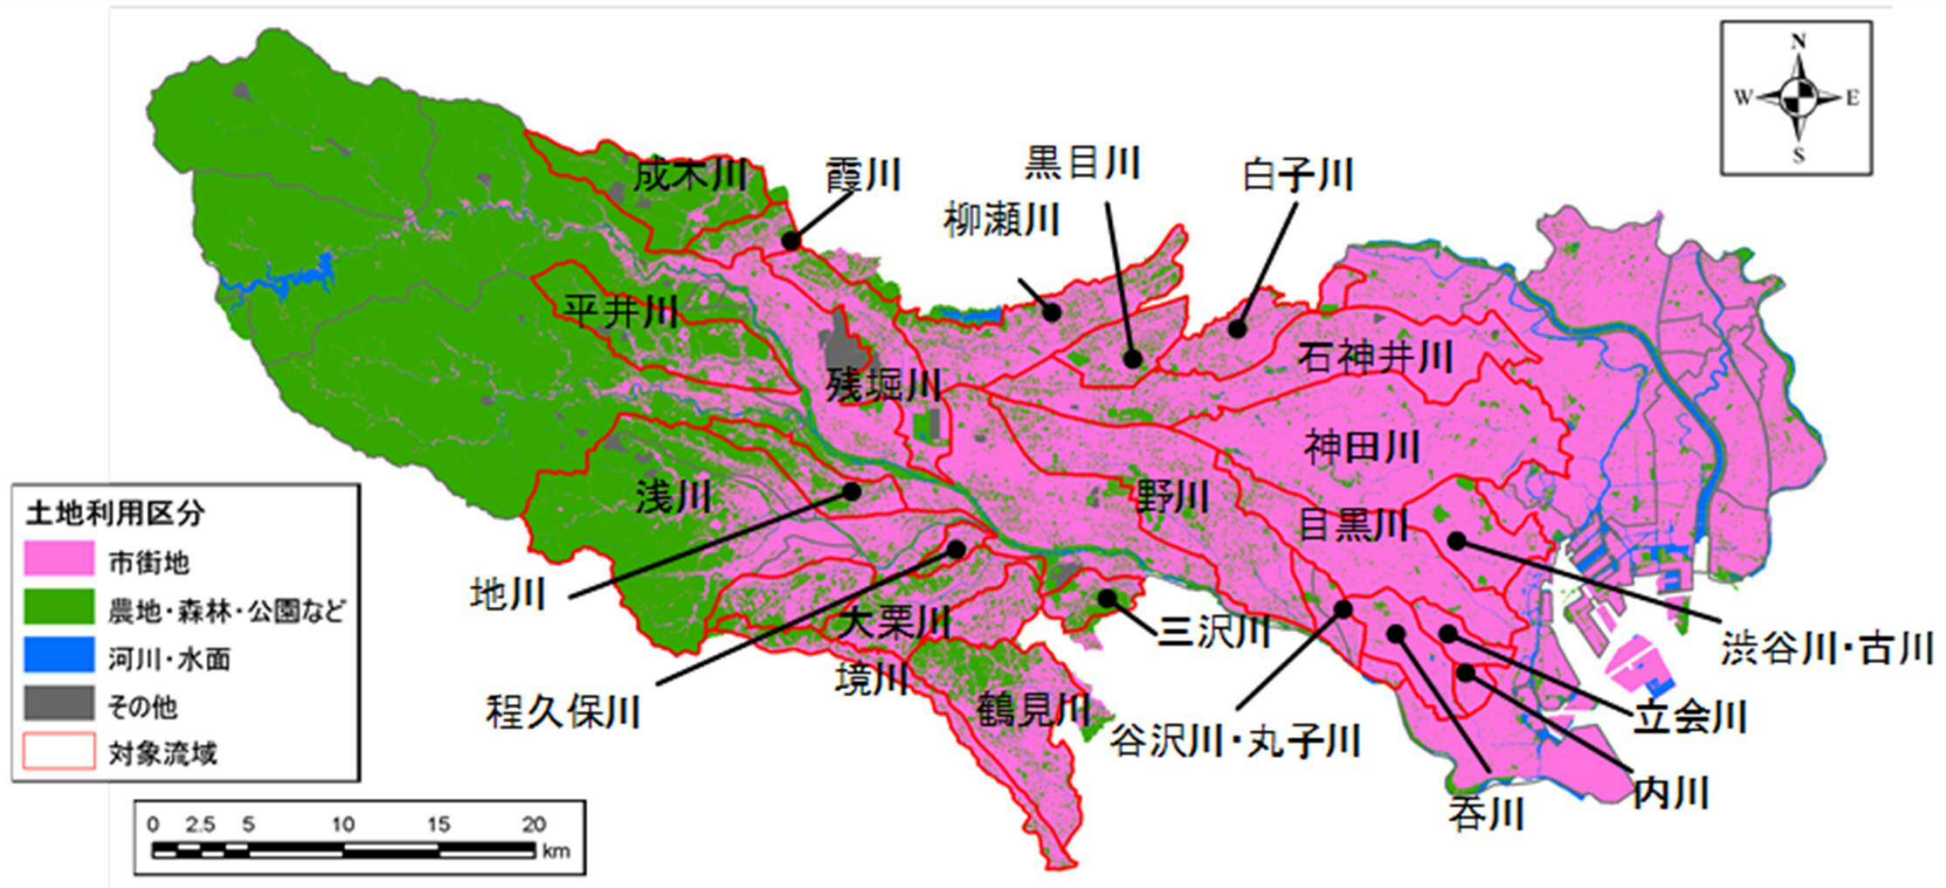 N
W
E
S
成木川
霞川
黒目川
白子川
柳瀬川
平井川
石神井川
残堀川
神田川
浅川
野川
目黒川
土地利用区分
市街地
農地・森林・公園など
河川・水面
その他
対象流域
地川
大栗川
三沢川
渋谷川・古川
境川
程久保川
鶴見川
谷沢川・丸子川
立会川
内川
呑川
0 2.5 5 10 15 20
km